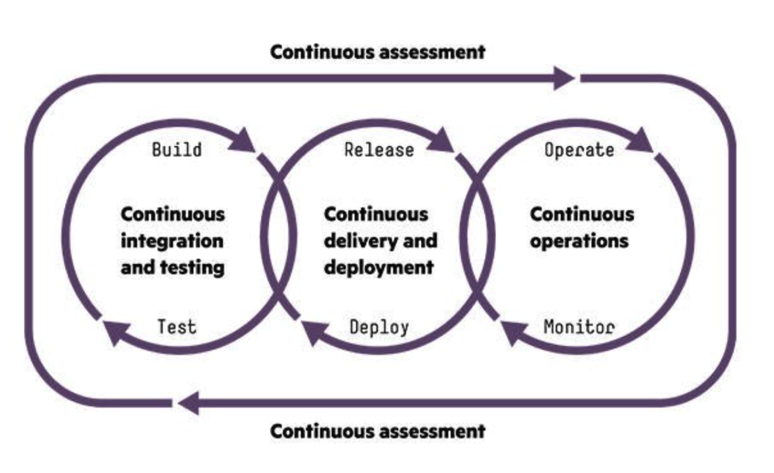 Continuous assessment
Build
Release
Operate
Continuous
integration
and testing
Continuous
delivery and
deployment
Continuous
operations
Test
Deploy
Monitor
Continuous assessment